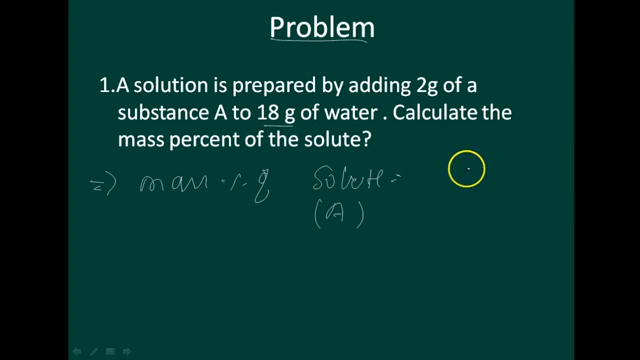 Problem
1.A solution is prepared by adding 2g of a
substance A to 18 g of water . Calculate the
mass percent of the solute?
=> mass % of solute =
(A)